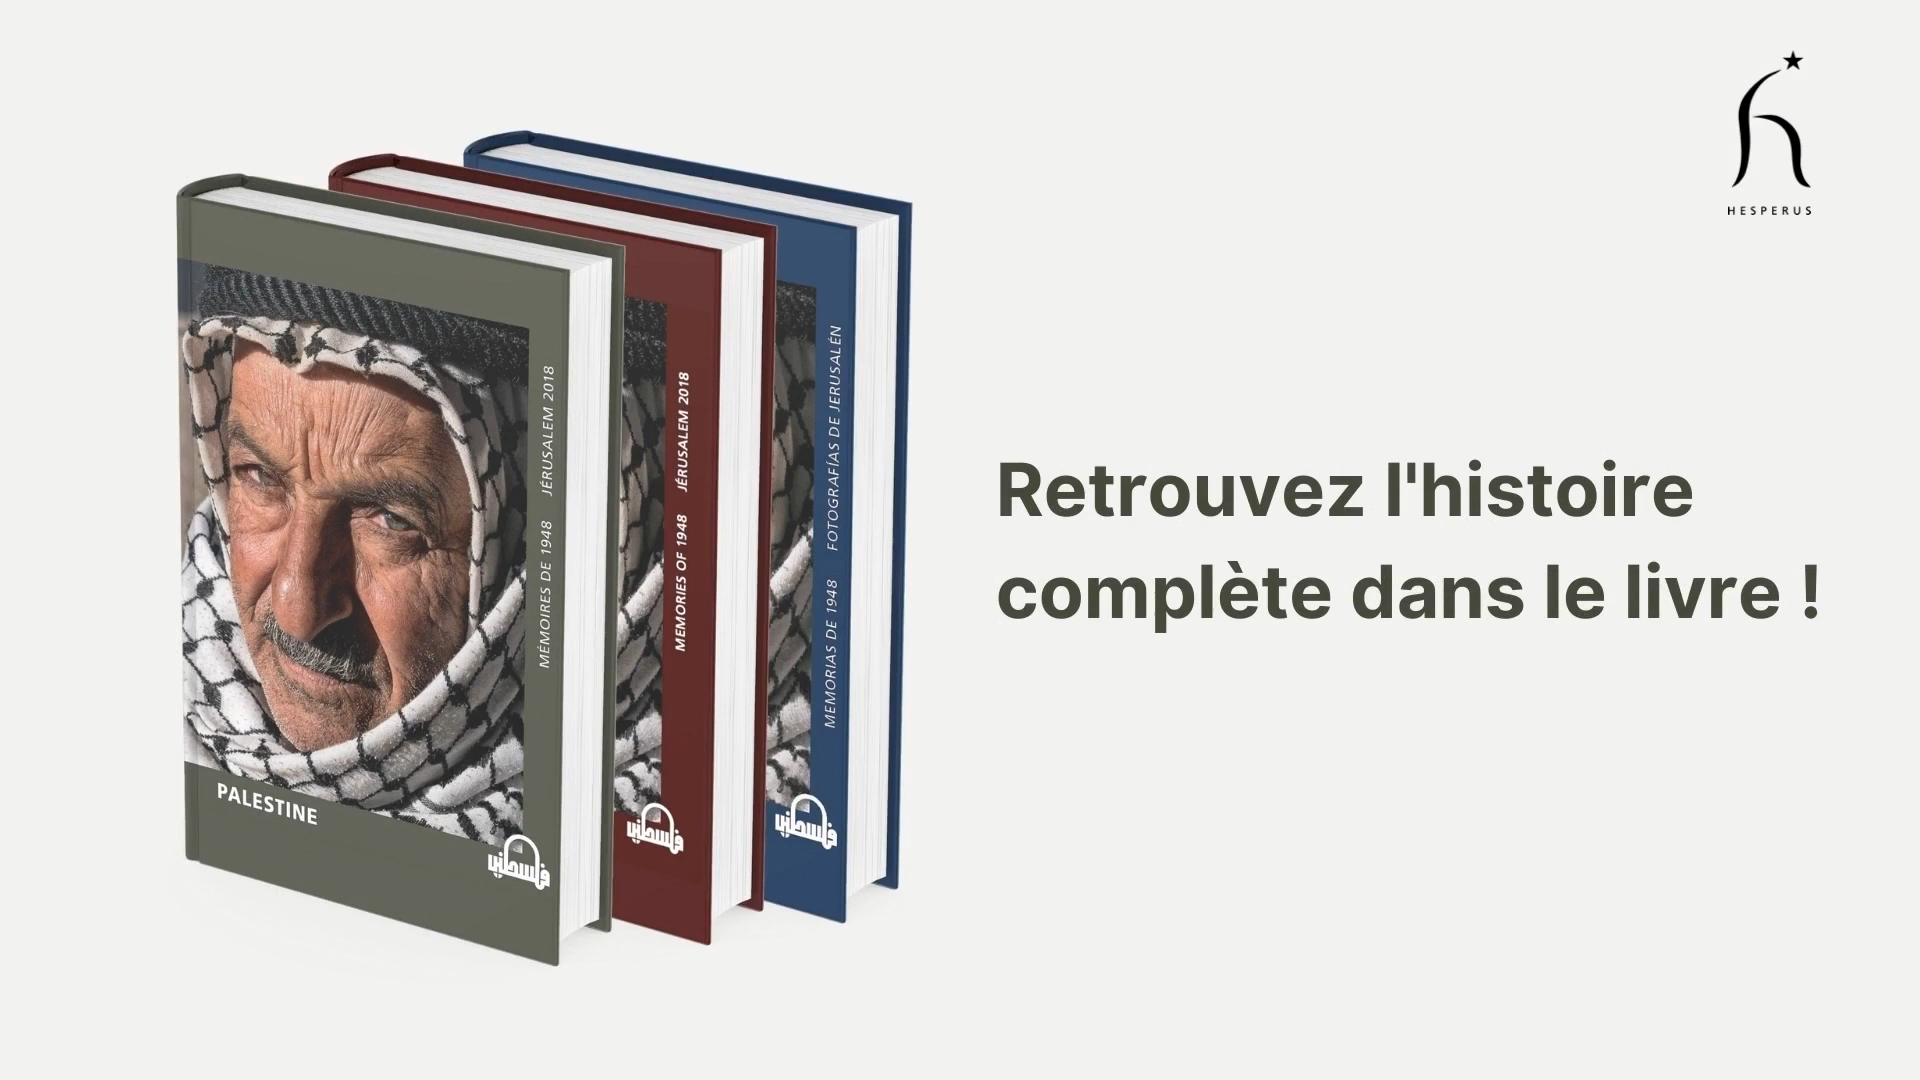 HESPERUS
Retrouvez l'histoire
complète dans le livre !
MÉMOIRES DE 1948 JÉRUSALEM 2018
PALESTINE
فلسطين
MEMORIES OF 1948 JÉRUSALEM 2018
فلسطين
MEMORIAS DE 1948 FOTOGRAFÍAS DE JERUSALÉN
فلسطين